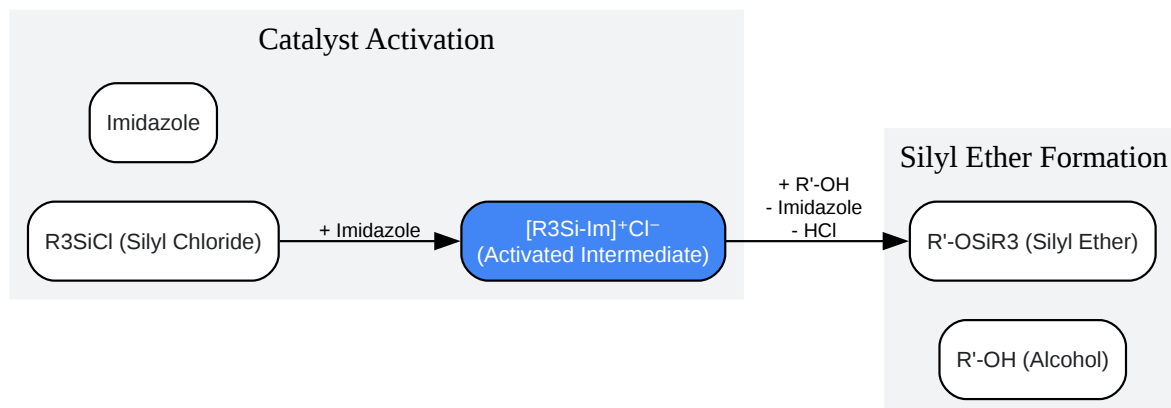 Catalyst Activation
Imidazole
R3SiCl (Silyl Chloride)
+ Imidazole
[R3Si-Im]⁺Cl⁻
(Activated Intermediate)
+ R'-OH
- Imidazole
- HCl
Silyl Ether Formation
R'-OSiR3 (Silyl Ether)
R'-OH (Alcohol)